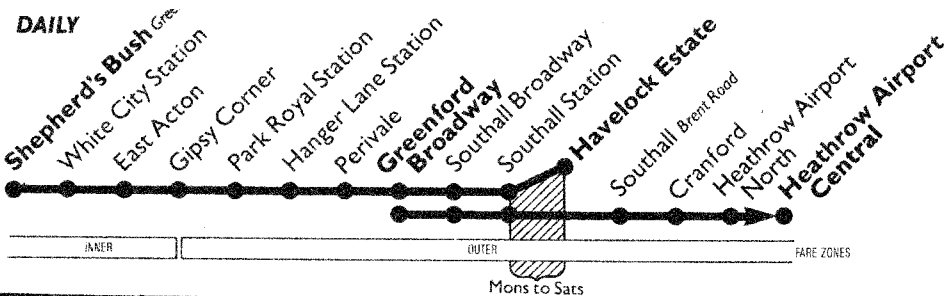 DAILY
Shepherd's Bush
White City Station
East Acton
Gipsy Corner
Park Royal Station
Hanger Lane Station
Perivale
Greenford
Broadway
Southall Broadway
Southall Station
Havelock Estate
Southall Brent Road
Cranford
Heathrow Airport
North
Heathrow Airport
Central
INNER
OUTER
FARE ZONES
Mons to Sats